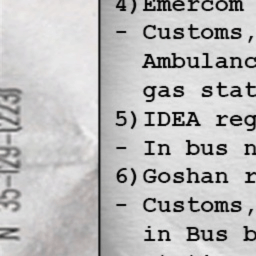 4)Emercom
- Customs,
Ambulanc
gas stat
5)IDEA reg
- In bus n
6)Goshan r
- Customs,
in Bus b
N 35-129-(223)